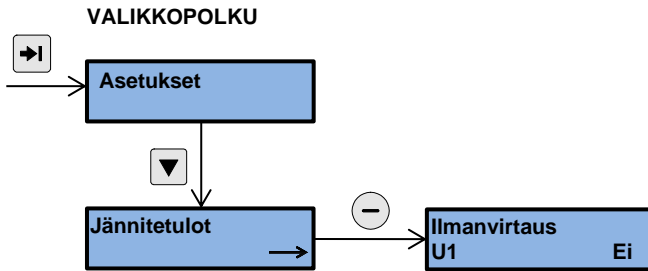 VALIKKOPOLKU
Asetukset
Jännitetulot
Ilmanvirtaus
U1 Ei